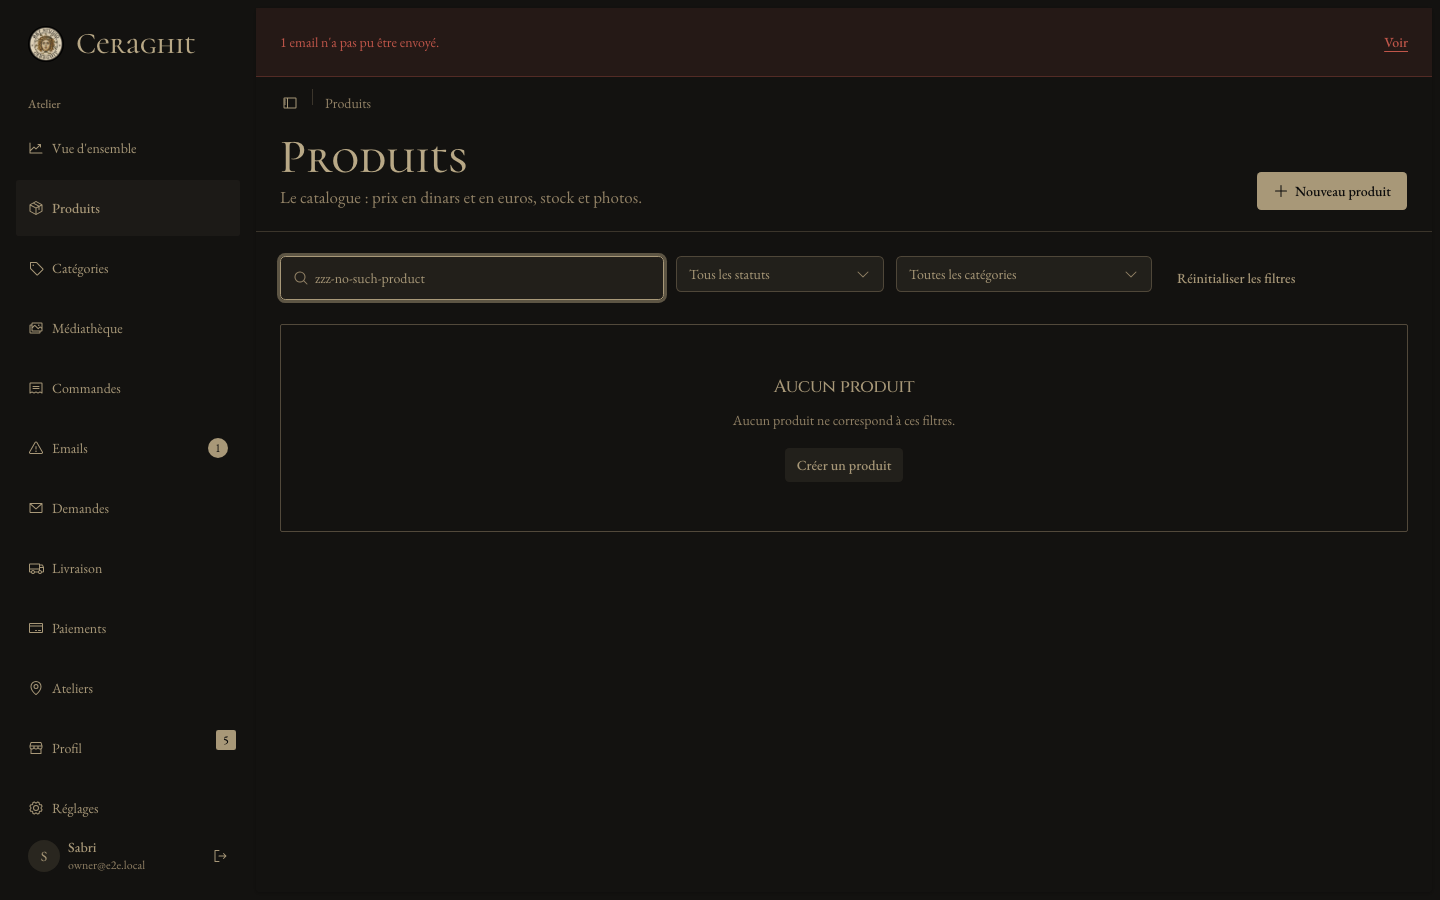 Ceraghit
Atelier
Vue d'ensemble
Produits
Catégories
Médiathèque
Commandes
Emails
1
Demandes
Livraison
Paiements
Ateliers
Profil
5
Réglages
S
Sabri
owner@e2e.local
1 email n'a pas pu être envoyé.
Voir
Produits
Produits
Le catalogue : prix en dinars et en euros, stock et photos.
Nouveau produit
zzz-no-such-product
Tous les statuts
Toutes les catégories
Réinitialiser les filtres
Aucun produit
Aucun produit ne correspond à ces filtres.
Créer un produit